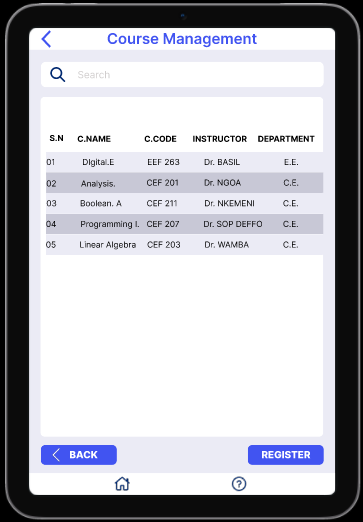 Course Management
Search
S.N C.NAME C.CODE INSTRUCTOR DEPARTMENT
01 DIgital.E EEF 263 Dr. BASIL E.E.
02 Analysis. CEF 201 Dr. NGOA C.E.
03 Boolean. A CEF 211 Dr. NKEMENI C.E.
04 Programming I. CEF 207 Dr. SOP DEFFO C.E.
05 Linear Algebra CEF 203 Dr. WAMBA C.E.
BACK REGISTER